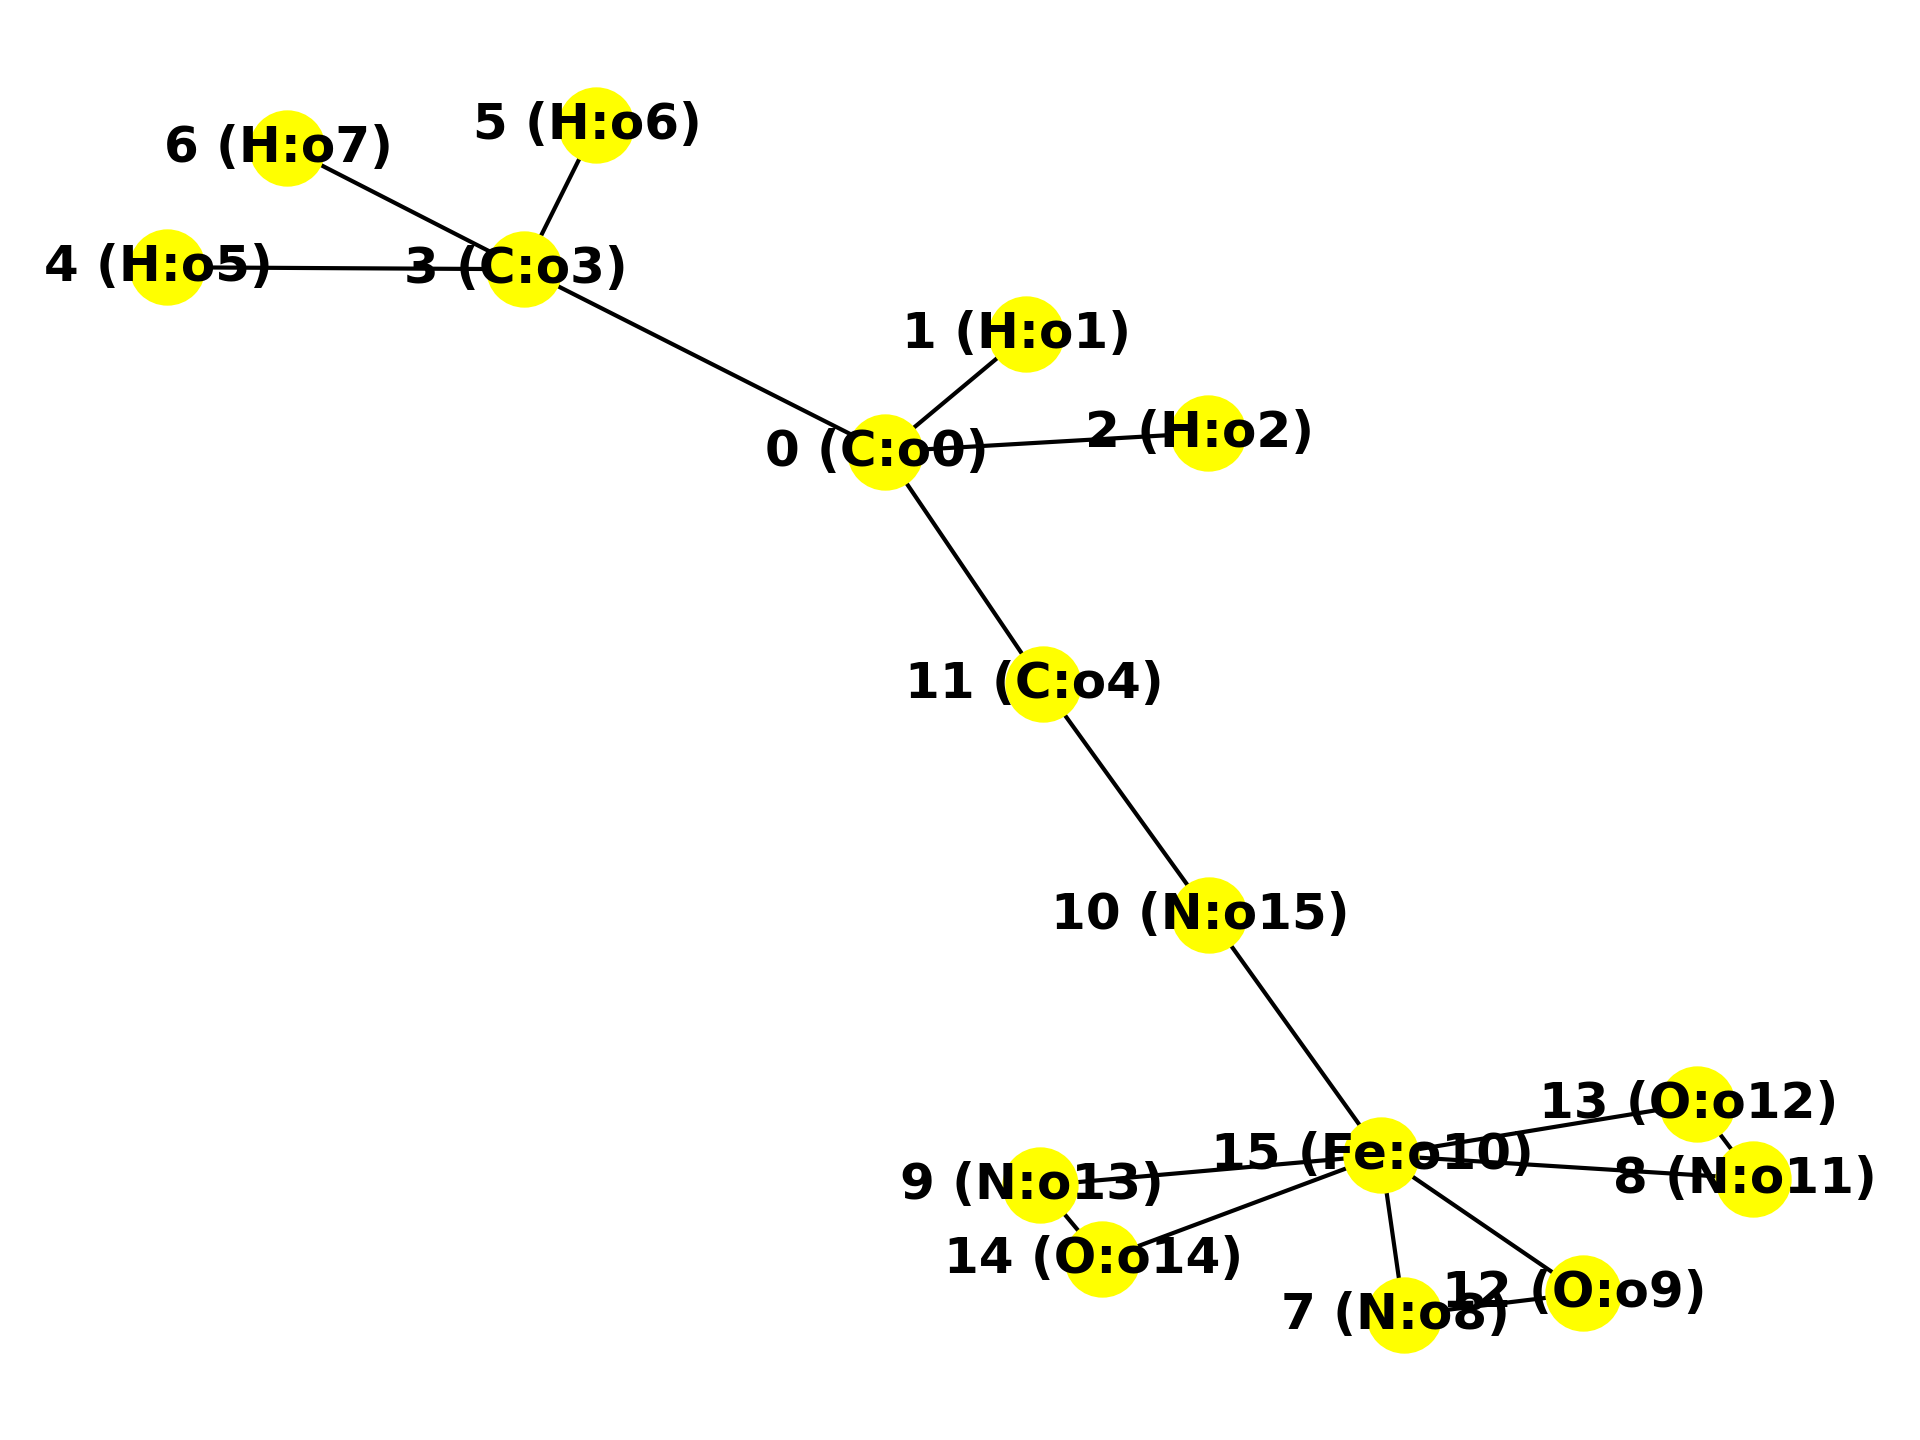 5 (H:o6)
6 (H:o7)
4 (H:o5)
3 (C:o3)
1 (H:o1)
2 (H:o2)
0 (C:o0)
11 (C:o4)
10 (N:o15)
13 (O:o12)
15 (Fe:o10)
8 (N:o11)
9 (N:o13)
14 (O:o14)
12 (O:o9)
7 (N:o8)